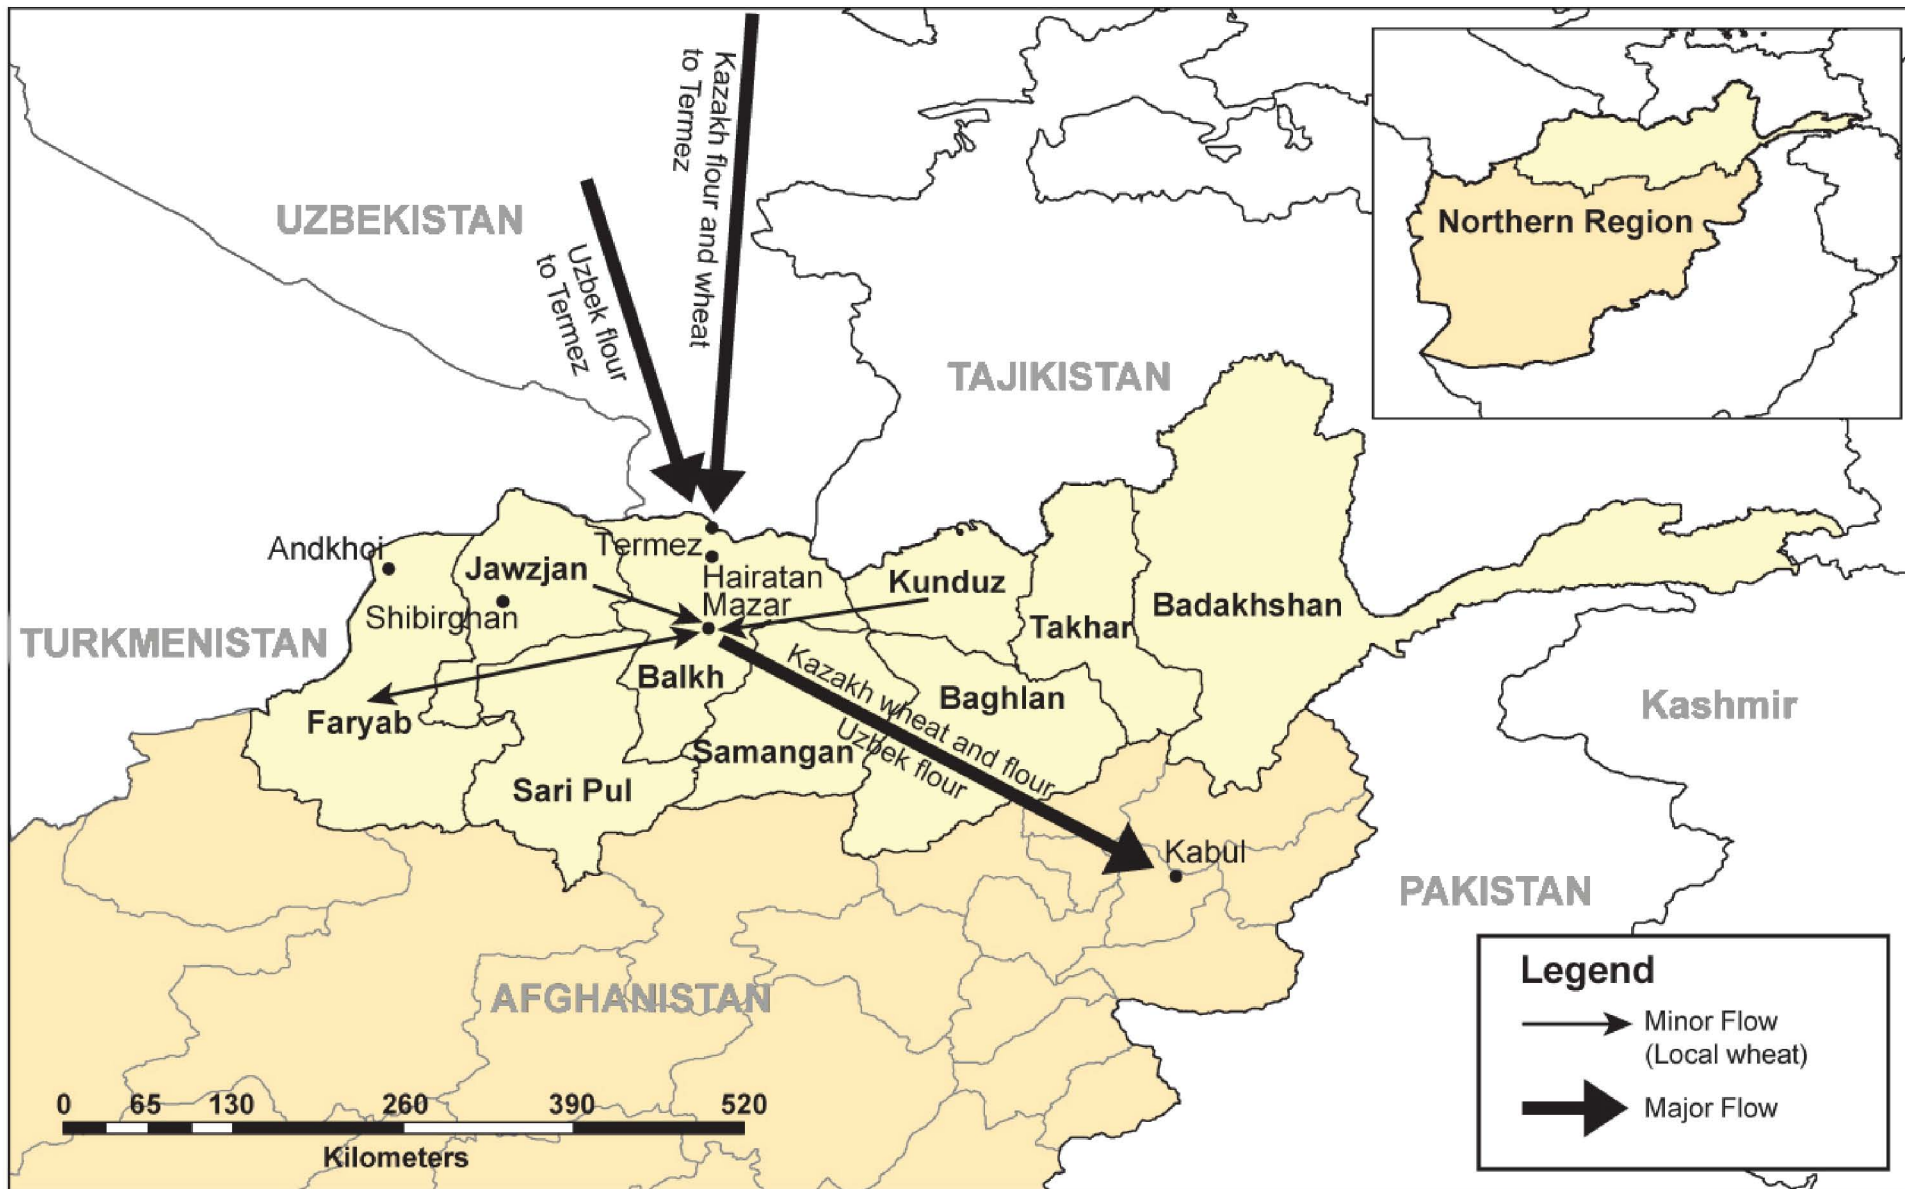 Kazakh flour and wheat
to Termez
UZBEKISTAN
Uzbek flour
to Termez
Northern Region
TAJIKISTAN
Andkhoi
Termez
Jawzjan
Hairatan
Kunduz
Mazar
Badakhshan
Shibirghan
Takhar
TURKMENISTAN
Balkh
Kazakh wheat and flour
Uzbek flour
Baghlan
Kashmir
Faryab
Samangan
Sari Pul
Kabul
PAKISTAN
AFGHANISTAN
Legend
Minor Flow
(Local wheat)
Major Flow
0 65 130 260 390 520
Kilometers